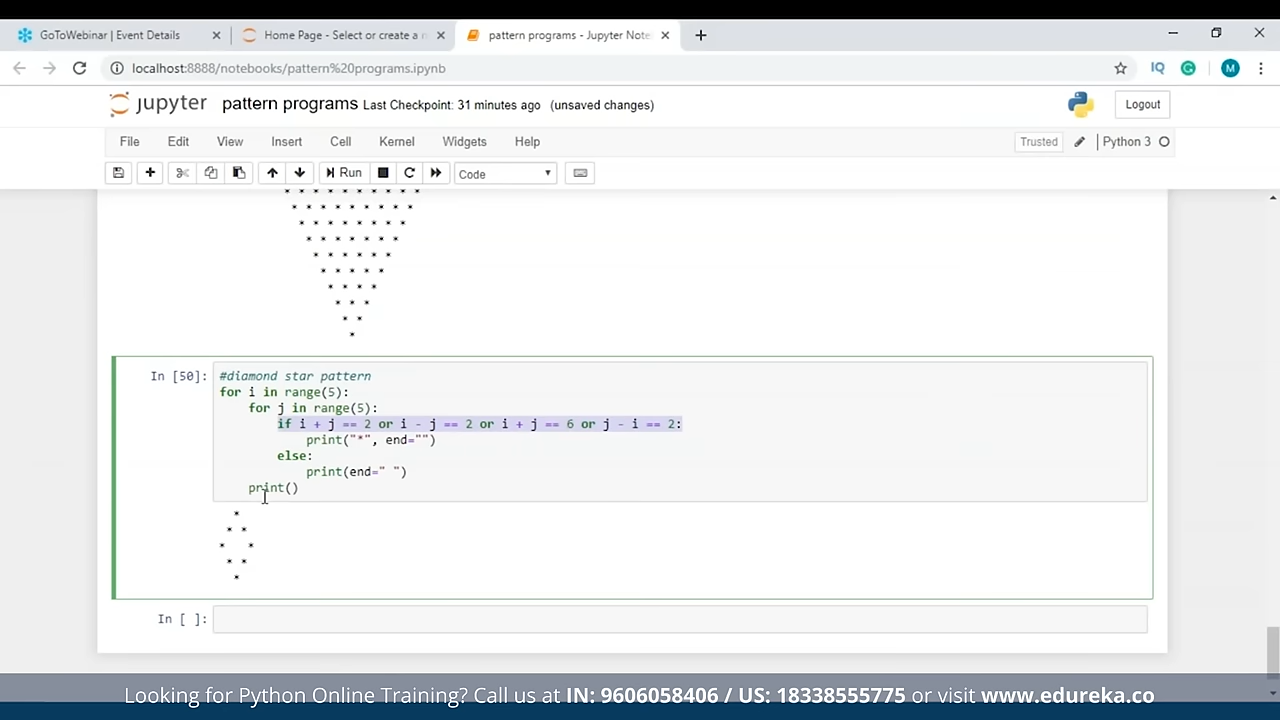 GoToWebinar | Event Details
Home Page - Select or create a n
pattern programs - Jupyter Note
localhost:8888/notebooks/pattern%20programs.ipynb
IQ
G
M
jupyter pattern programs Last Checkpoint: 31 minutes ago (unsaved changes)
Logout
File Edit View Insert Cell Kernel Widgets Help
Trusted
Python 3
Run
Code
* * * * * * * * * *
* * * * * * * * *
* * * * * * * *
* * * * * * *
* * * * * *
* * * * *
* * * *
* * *
* *
*
In [50]:
#diamond star pattern
for i in range(5):
    for j in range(5):
        if i + j == 2 or i - j == 2 or i + j == 6 or j - i == 2:
            print("*", end="")
        else:
            print(end=" ")
    print()
  *
 * *
*   *
 * *
  *
In [ ]:
Looking for Python Online Training? Call us at IN: 9606058406 / US: 18338555775 or visit www.edureka.co